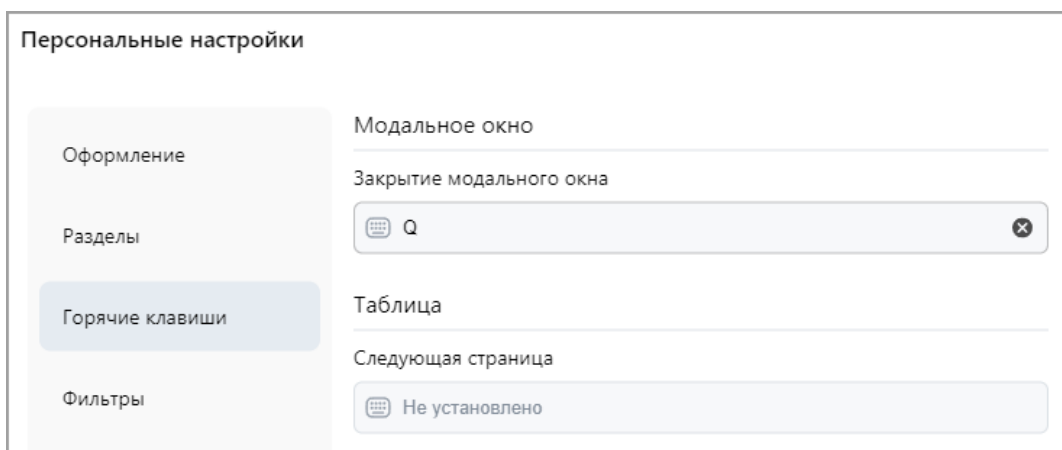 Персональные настройки
Оформление
Разделы
Горячие клавиши
Фильтры
Модальное окно
Закрытие модального окна
Q
Таблица
Следующая страница
Не установлено